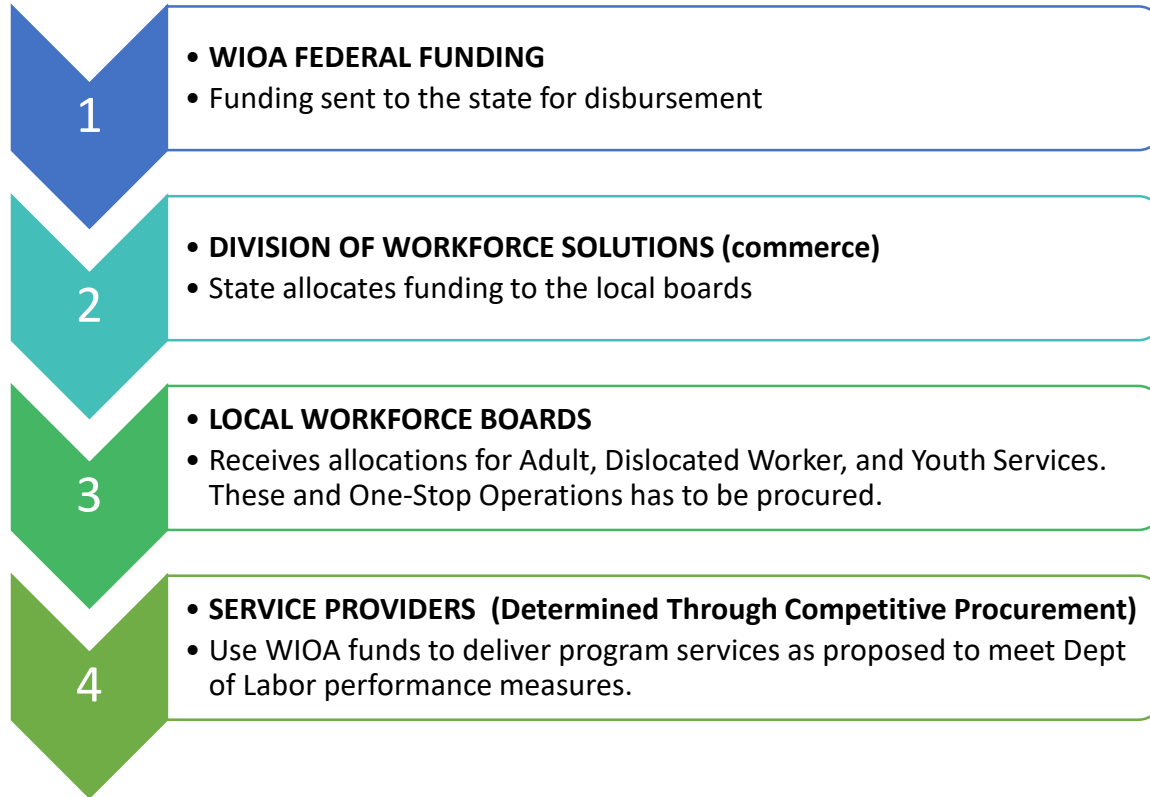 1
• WIOA FEDERAL FUNDING
• Funding sent to the state for disbursement
2
• DIVISION OF WORKFORCE SOLUTIONS (commerce)
• State allocates funding to the local boards
3
• LOCAL WORKFORCE BOARDS
• Receives allocations for Adult, Dislocated Worker, and Youth Services.
These and One-Stop Operations has to be procured.
4
• SERVICE PROVIDERS  (Determined Through Competitive Procurement)
• Use WIOA funds to deliver program services as proposed to meet Dept
of Labor performance measures.